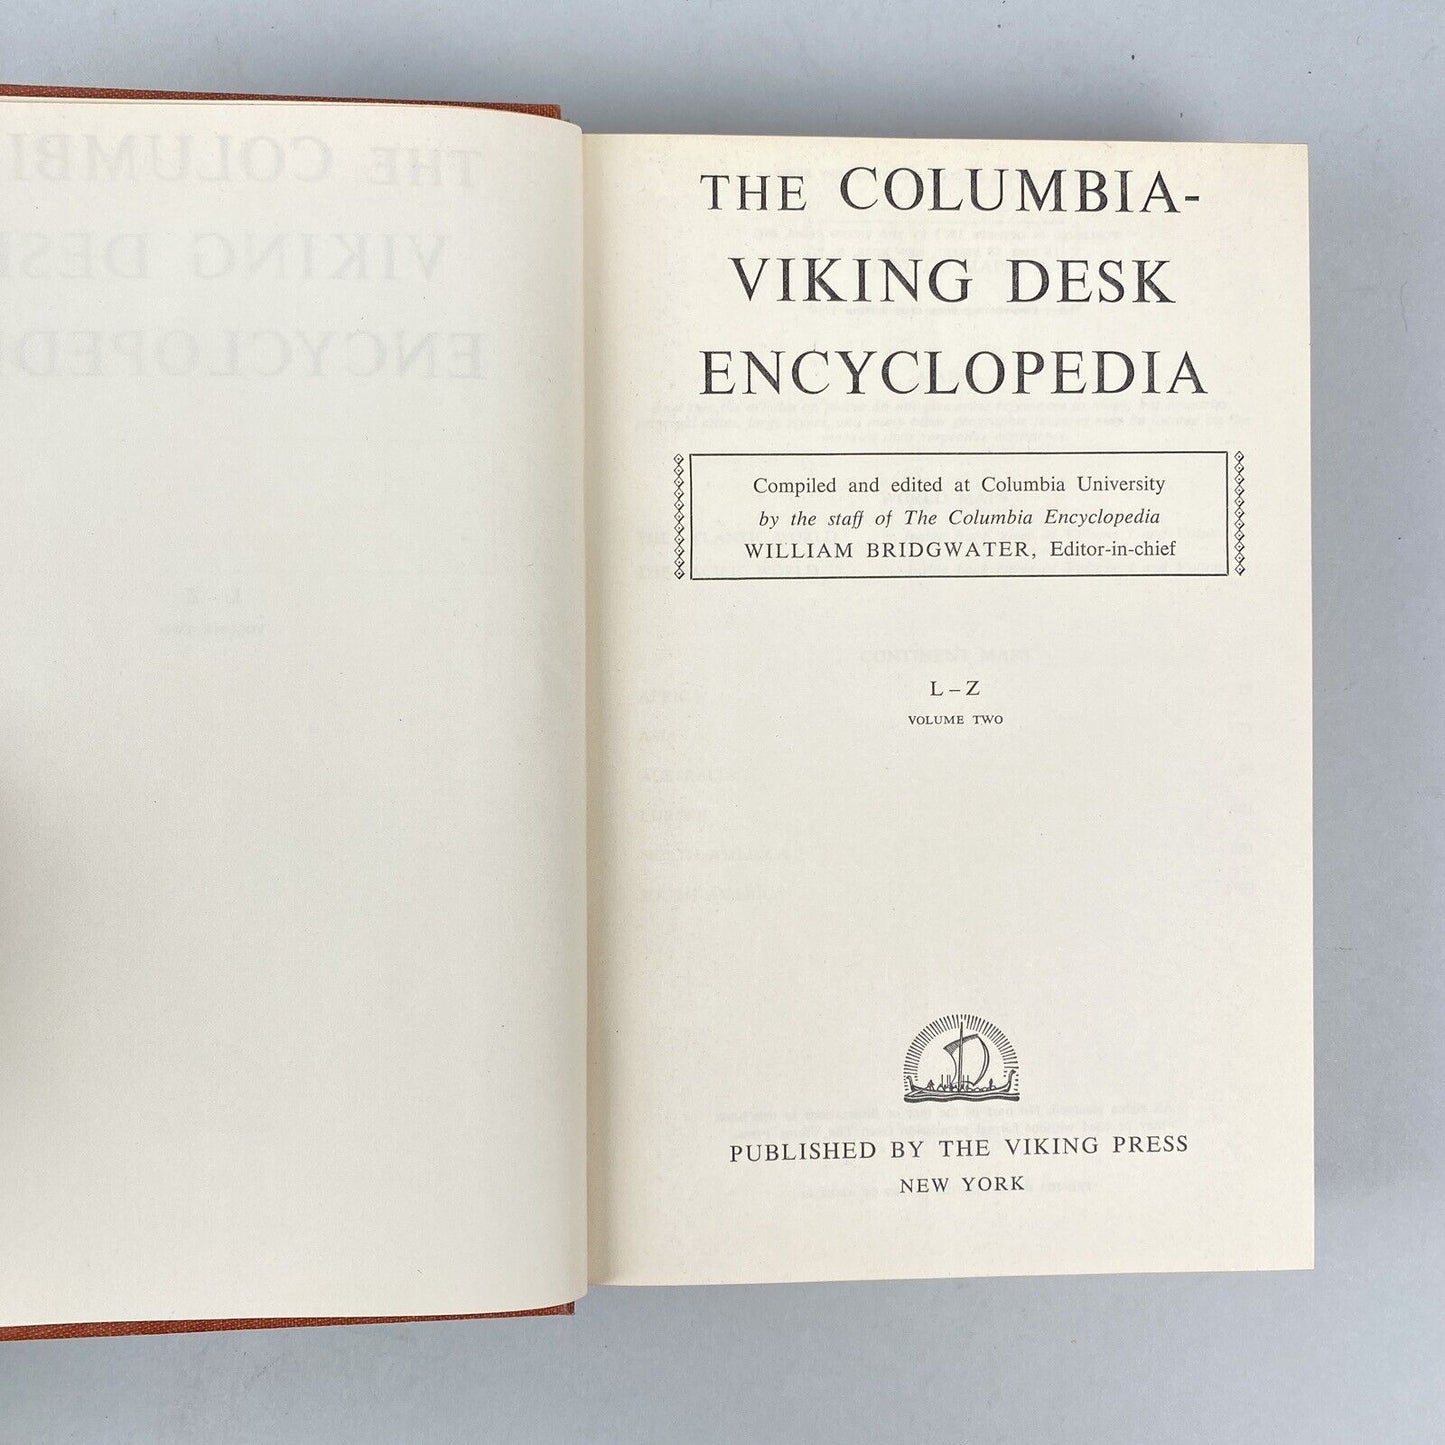 THE COLUMBIA-
VIKING DESK
ENCYCLOPEDIA
Compiled and edited at Columbia University
by the staff of The Columbia Encyclopedia
WILLIAM BRIDGWATER, Editor-in-chief
L – Z
VOLUME TWO
PUBLISHED BY THE VIKING PRESS
NEW YORK